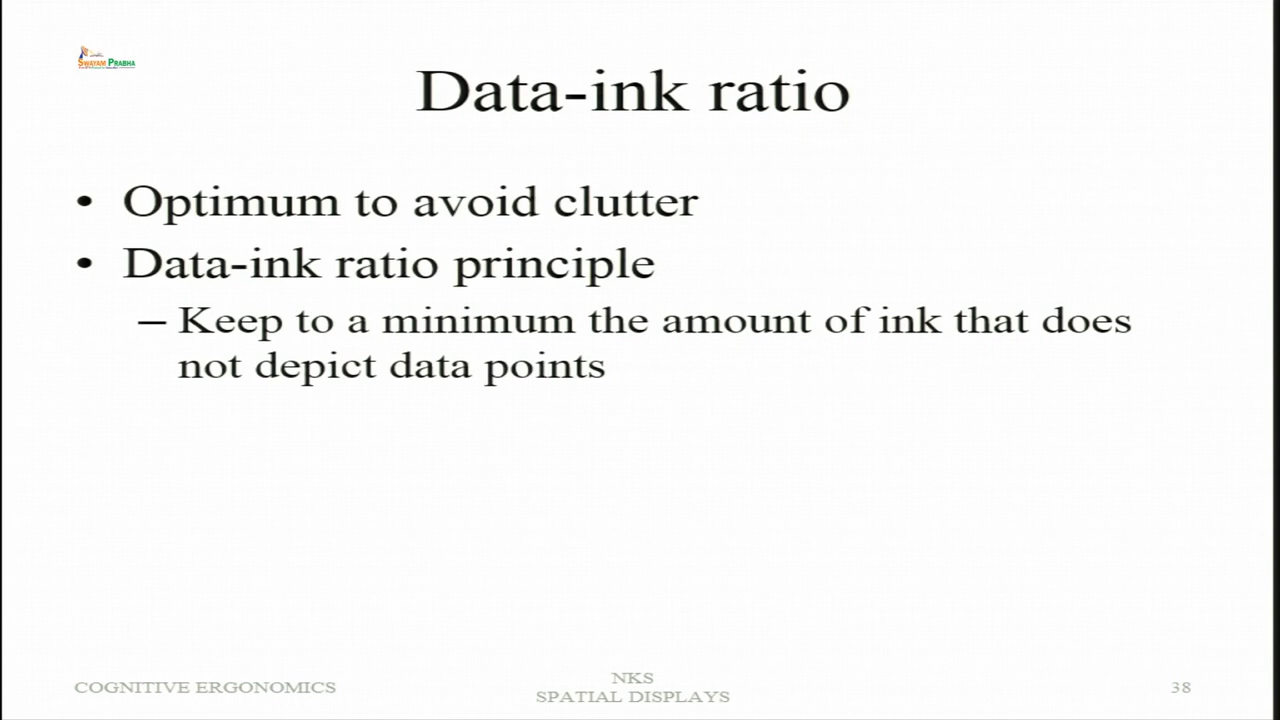 SWAYAM PRABHA
Data-ink ratio
• Optimum to avoid clutter
• Data-ink ratio principle
– Keep to a minimum the amount of ink that does
not depict data points
COGNITIVE ERGONOMICS
NKS
SPATIAL DISPLAYS
38